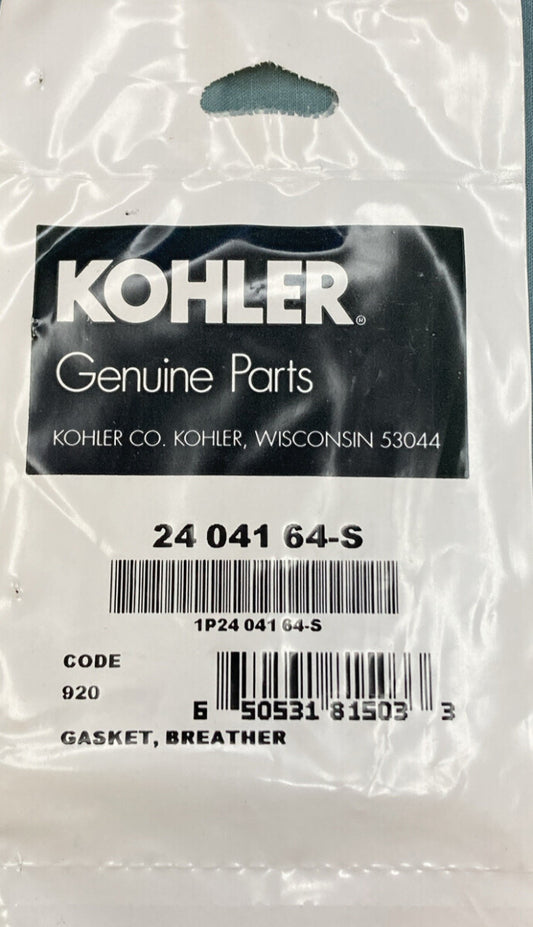 KOHLER®
Genuine Parts
KOHLER CO. KOHLER, WISCONSIN 53044
24 041 64-S
1P24 041 64-S
CODE
920
6 50531 81503 3
GASKET, BREATHER